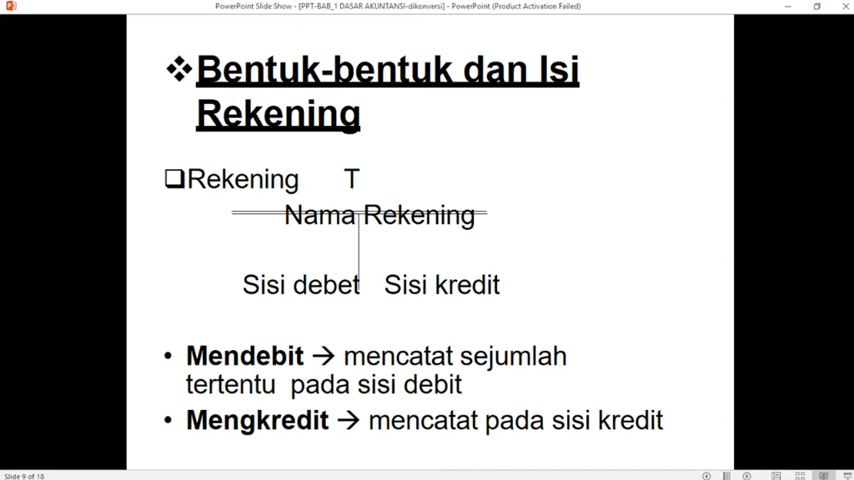 PowerPoint Slide Show - [PPT-BAB_1 DASAR AKUNTANSI-dikonversi] - PowerPoint (Product Activation Failed)
Bentuk-bentuk dan Isi
Rekening
Rekening T
Nama Rekening
Sisi debet Sisi kredit
• Mendebit → mencatat sejumlah
tertentu pada sisi debit
• Mengkredit → mencatat pada sisi kredit
Slide 9 of 18